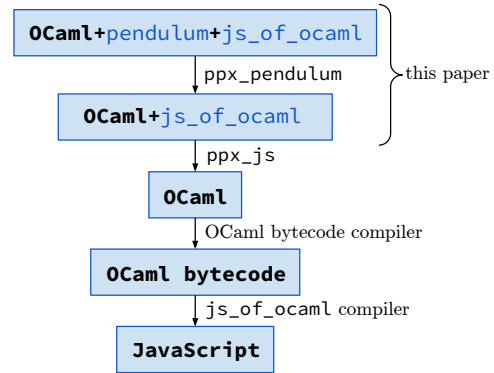 OCaml+pendulum+js_of_ocaml
ppx_pendulum
this paper
OCaml+js_of_ocaml
ppx_js
OCaml
OCaml bytecode compiler
OCaml bytecode
js_of_ocaml compiler
JavaScript